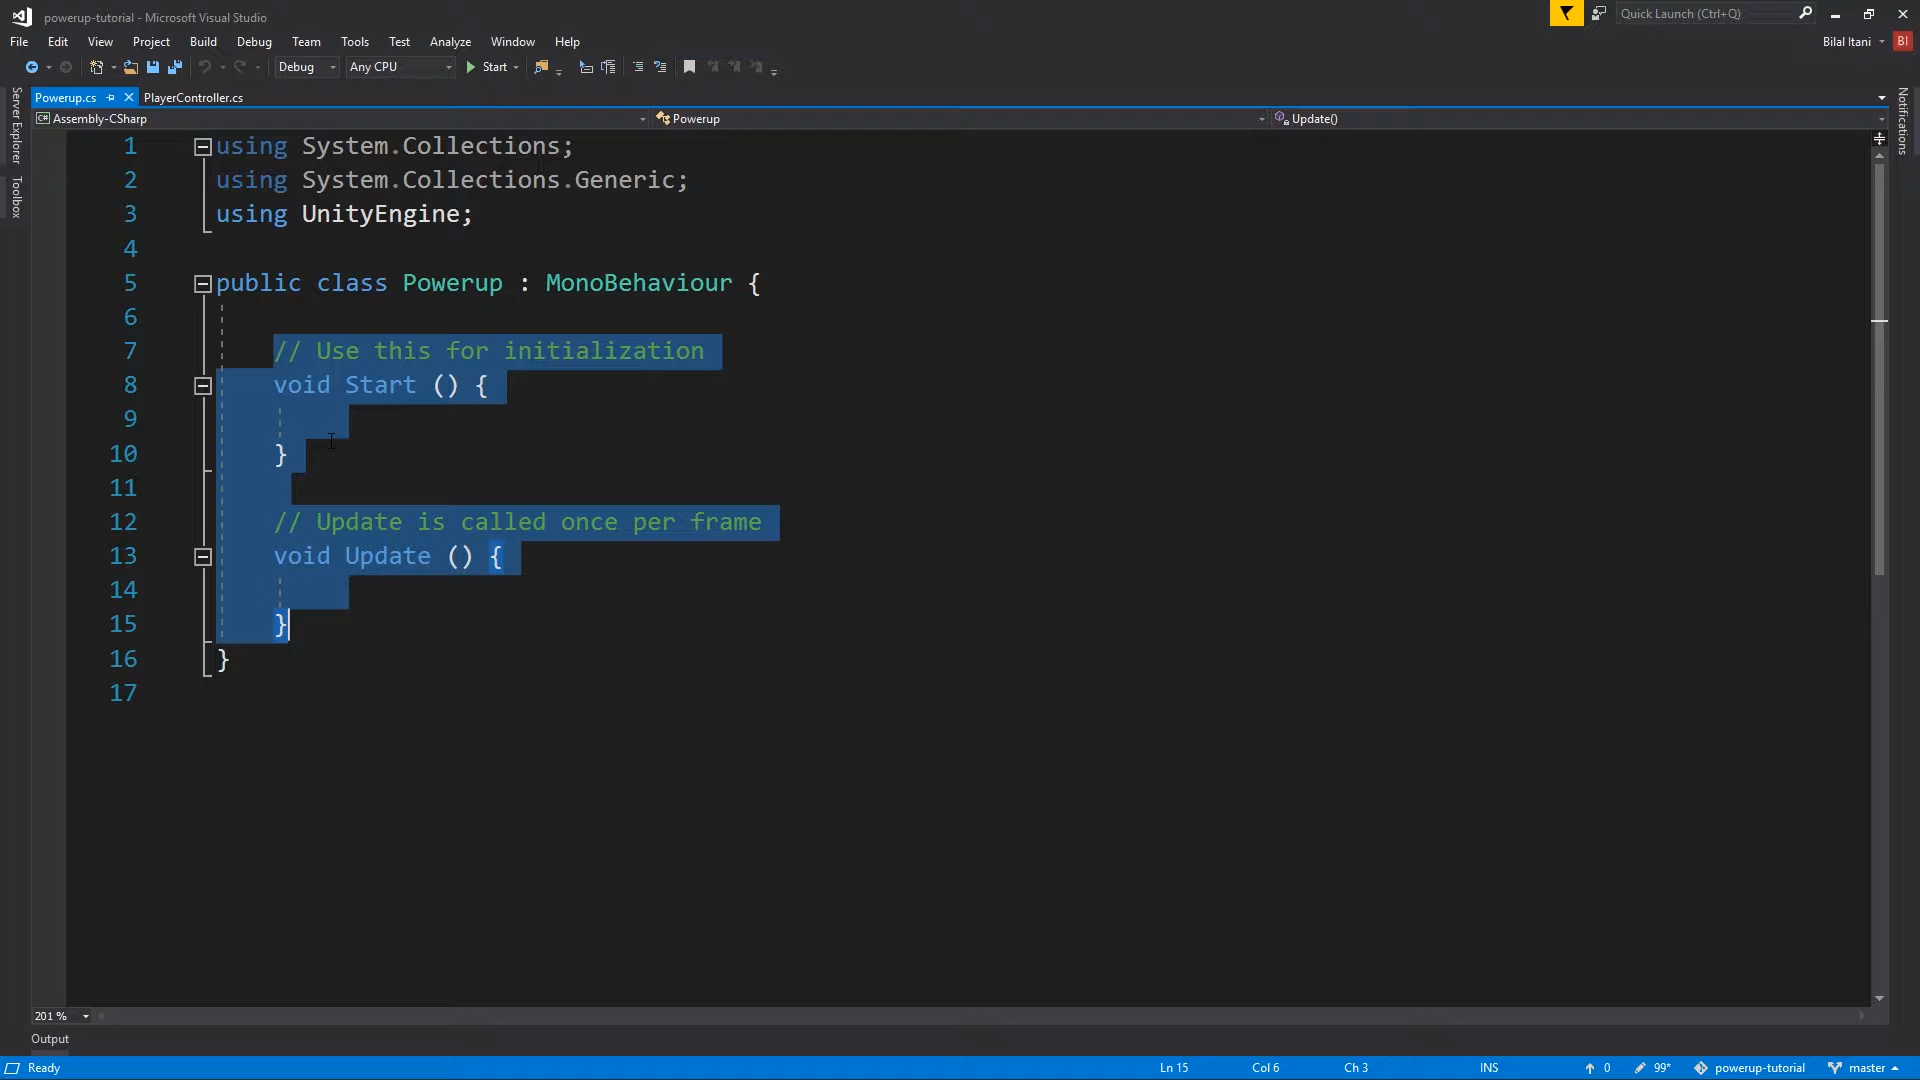 powerup-tutorial - Microsoft Visual Studio
Quick Launch (Ctrl+Q)
File Edit View Project Build Debug Team Tools Test Analyze Window Help
Bilal Itani BI
Debug Any CPU Start
Server Explorer
Toolbox
Notifications
Powerup.cs PlayerController.cs
C# Assembly-CSharp Powerup Update()
1 using System.Collections;
2 using System.Collections.Generic;
3 using UnityEngine;
4
5 public class Powerup : MonoBehaviour {
6
7 // Use this for initialization
8 void Start () {
9
10 }
11
12 // Update is called once per frame
13 void Update () {
14
15 }
16 }
17
201 %
Output
Ready Ln 15 Col 6 Ch 3 INS 0 99* powerup-tutorial master